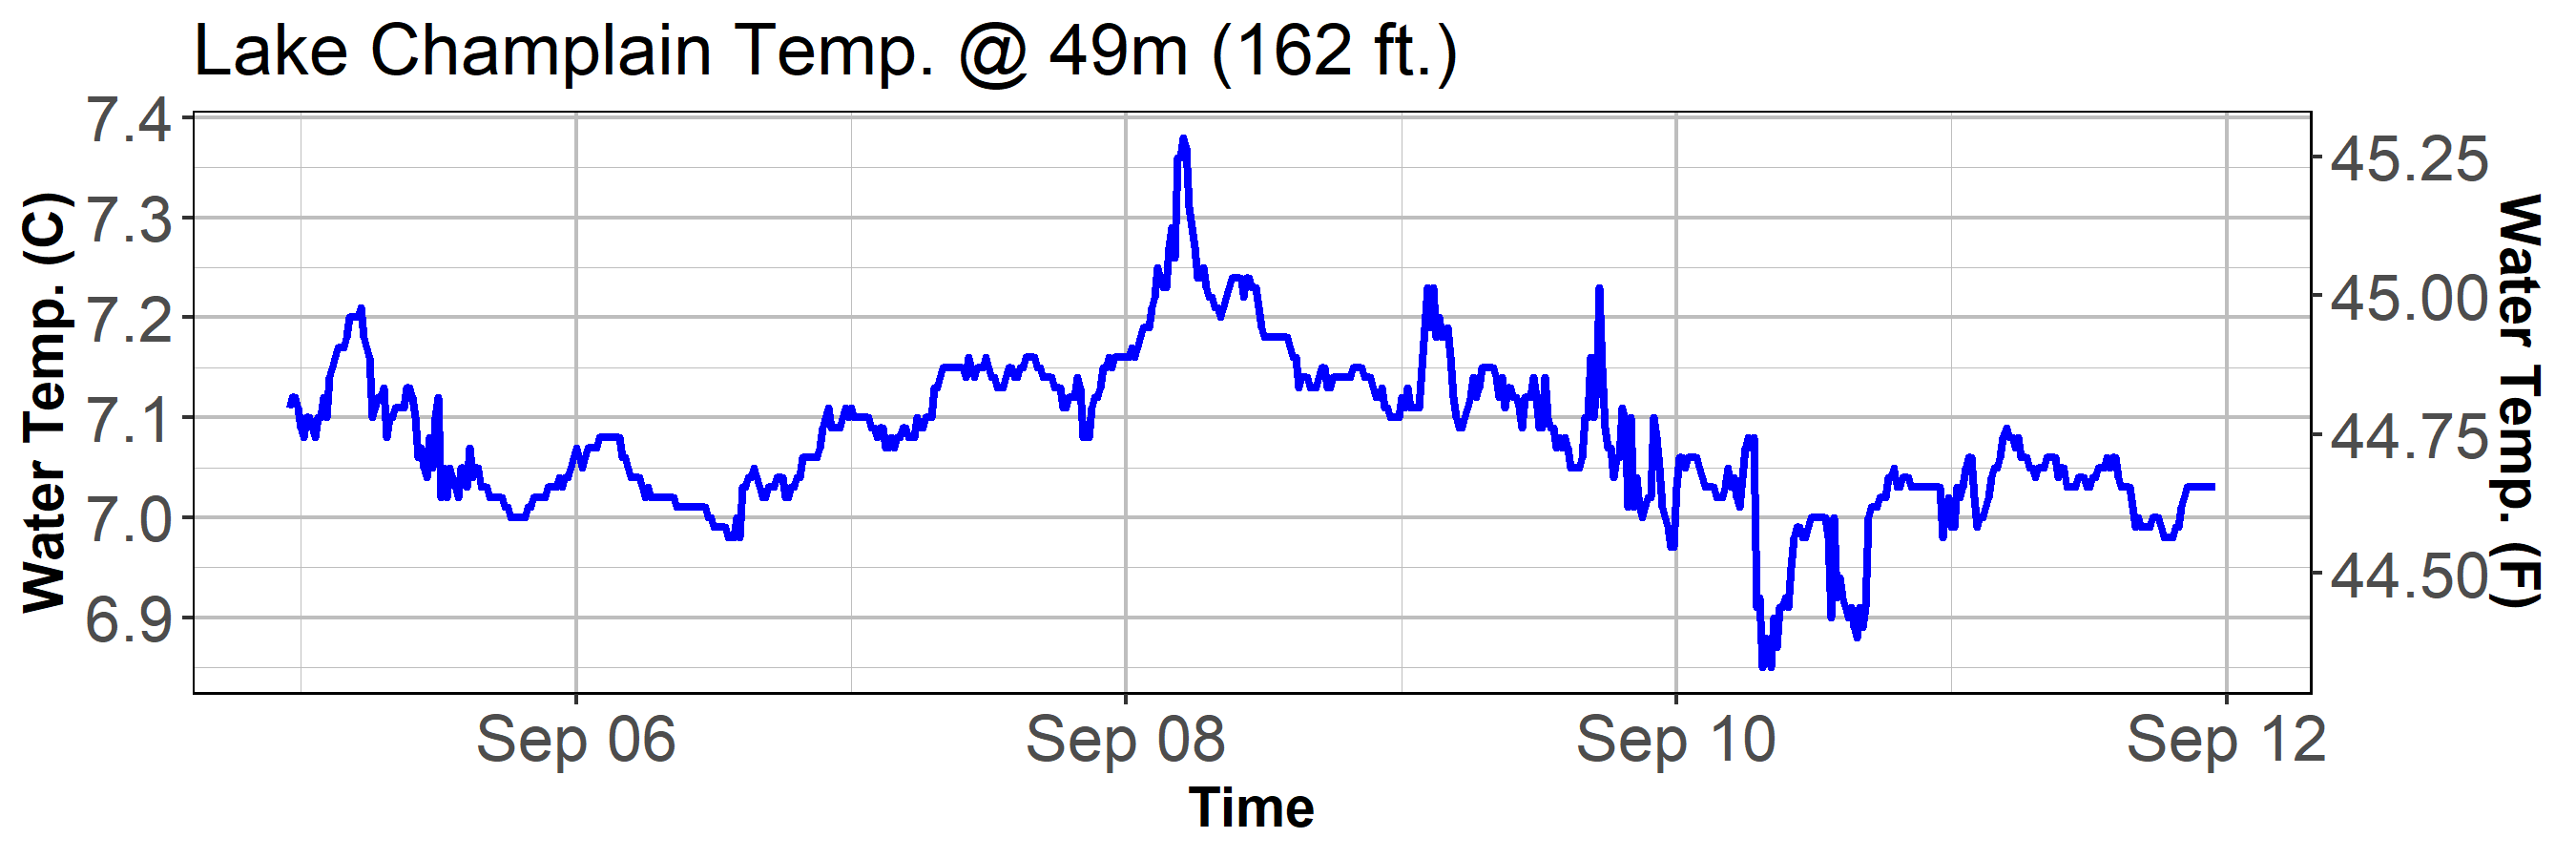 Lake Champlain Temp. @ 49m (162 ft.)
Water Temp. (C)
7.4
7.3
7.2
7.1
7.0
6.9
45.25
45.00
44.75
44.50
Water Temp. (F)
Sep 06
Sep 08
Sep 10
Sep 12
Time